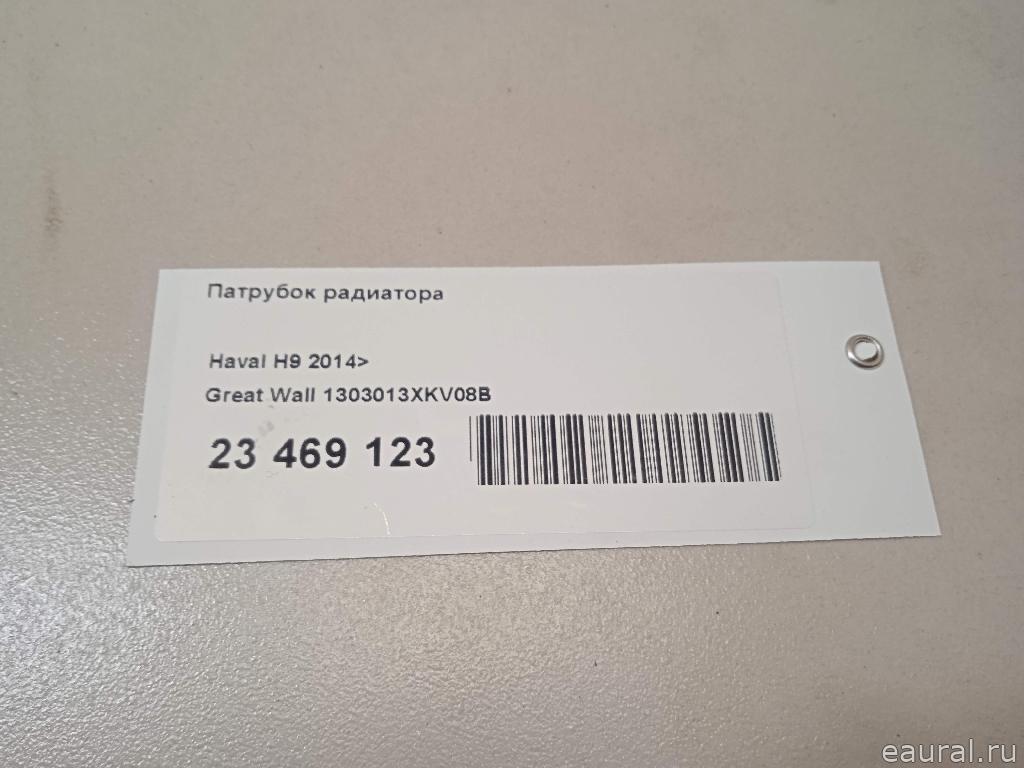 Патрубок радиатора
Haval H9 2014>
Great Wall 1303013XKV08B
23 469 123
eaural.ru